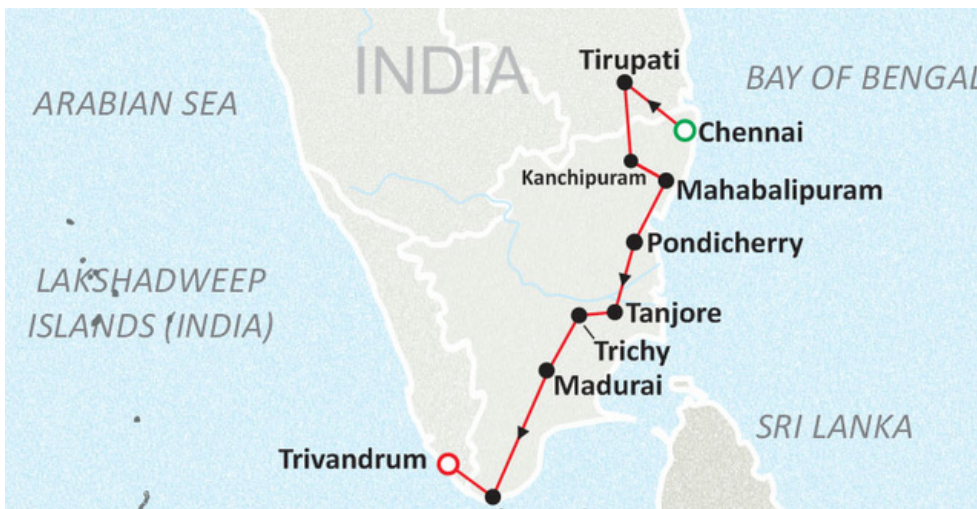 INDIA
Tirupati
BAY OF BENGAL
ARABIAN SEA
Chennai
Kanchipuram
Mahabalipuram
Pondicherry
LAKSHADWEEP
ISLANDS (INDIA)
Tanjore
Trichy
Madurai
SRI LANKA
Trivandrum